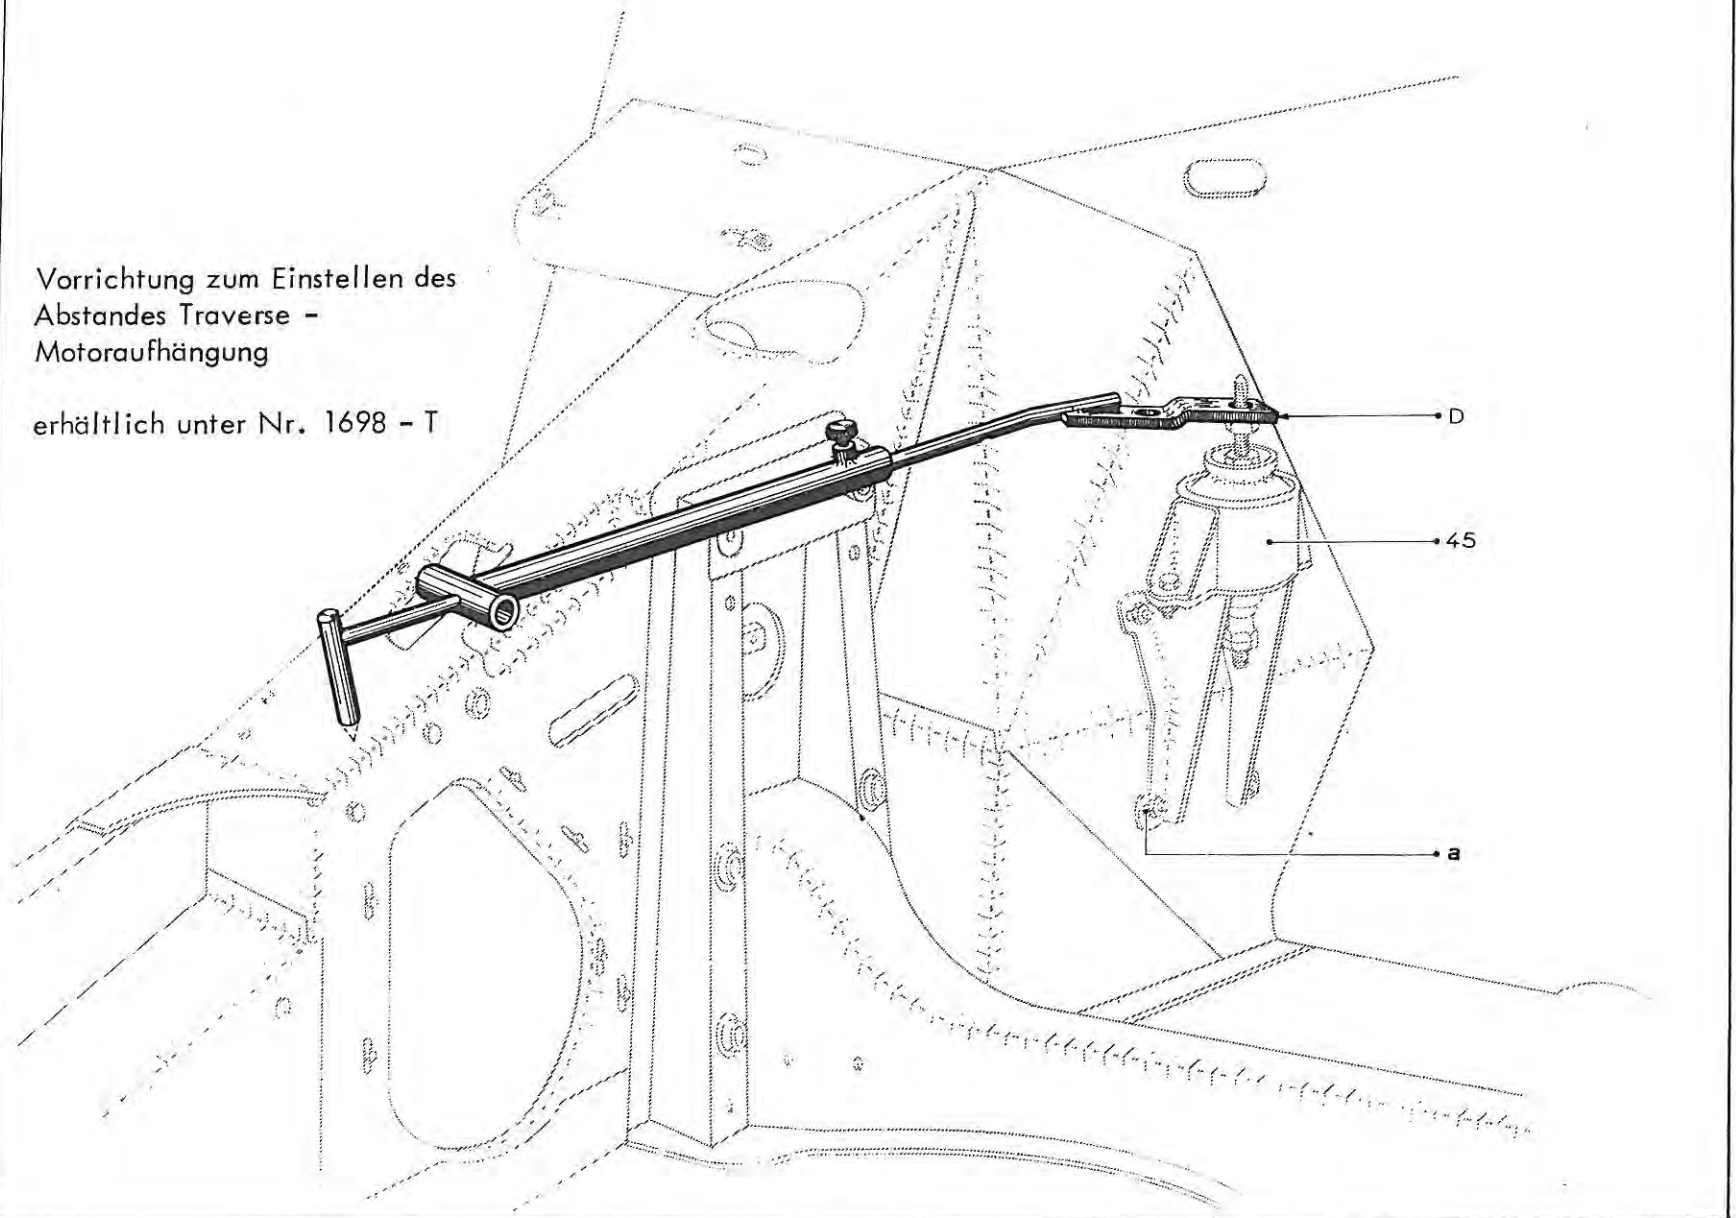 Vorrichtung zum Einstellen des
Abstandes Traverse -
Motoraufhängung
erhältlich unter Nr. 1698 - T
D
45
a